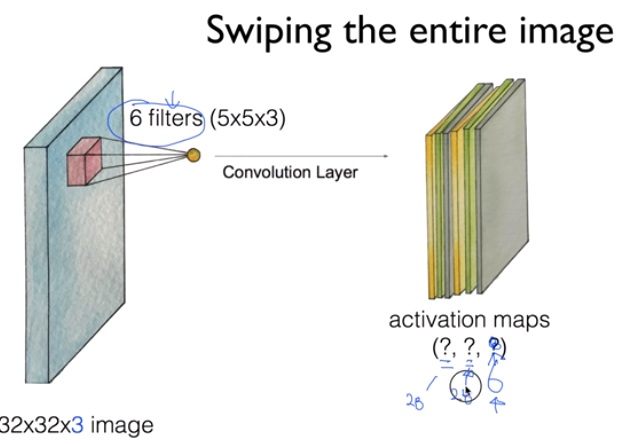 Swiping the entire image
6 filters (5x5x3)
Convolution Layer
activation maps
(?, ?, ?)
28 28 6
32x32x3 image